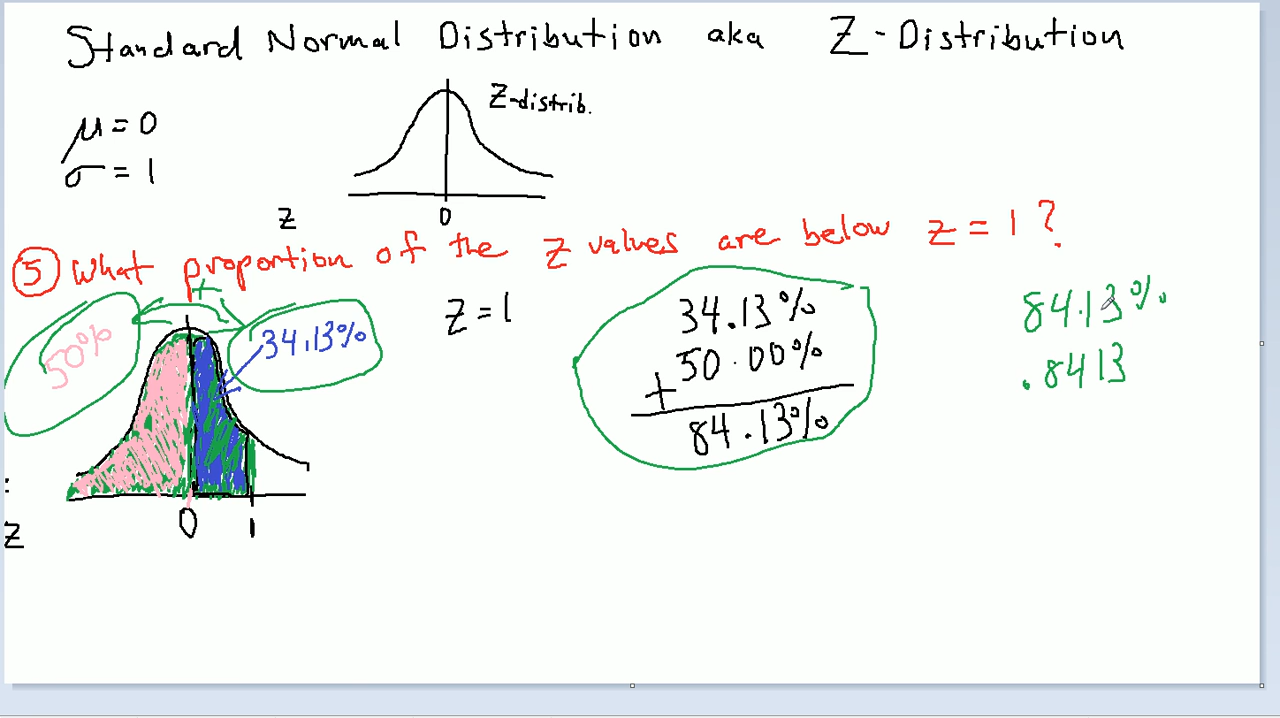 Standard Normal Distribution aka Z-Distribution
Z-distrib.
μ = 0
σ = 1
Z
0
⑤ What proportion of the z values are below z = 1?
+
50%
34.13%
z = 1
34.13%
+ 50.00%
84.13%
84.13%
.8413
0 1
:
Z